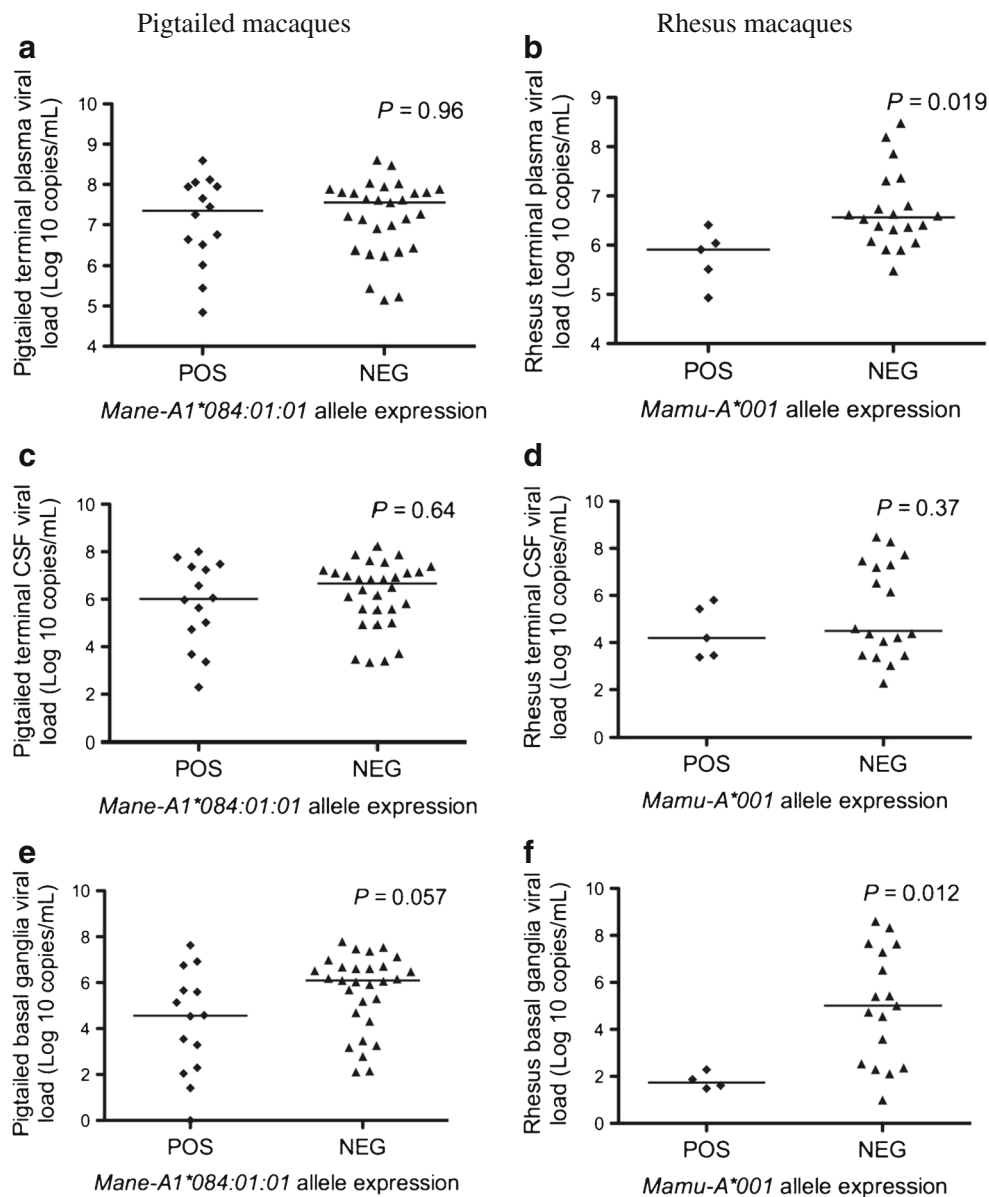 Pigtailed macaques
Rhesus macaques
a
Pigtailed terminal plasma viral
load (Log 10 copies/mL)
10
9
8
7
6
5
4
P = 0.96
POS
NEG
Mane-A1*084:01:01 allele expression
b
Rhesus terminal plasma viral
load (Log 10 copies/mL)
9
8
7
6
5
4
P = 0.019
POS
NEG
Mamu-A*001 allele expression
c
Pigtailed terminal CSF viral
load (Log 10 copies/mL)
10
8
6
4
2
0
P = 0.64
POS
NEG
Mane-A1*084:01:01 allele expression
d
Rhesus terminal CSF viral
load (Log 10 copies/mL)
10
8
6
4
2
0
P = 0.37
POS
NEG
Mamu-A*001 allele expression
e
Pigtailed basal ganglia viral
load (Log 10 copies/mL)
10
8
6
4
2
0
P = 0.057
POS
NEG
Mane-A1*084:01:01 allele expression
f
Rhesus basal ganglia viral
load (Log 10 copies/mL)
10
8
6
4
2
0
P = 0.012
POS
NEG
Mamu-A*001 allele expression